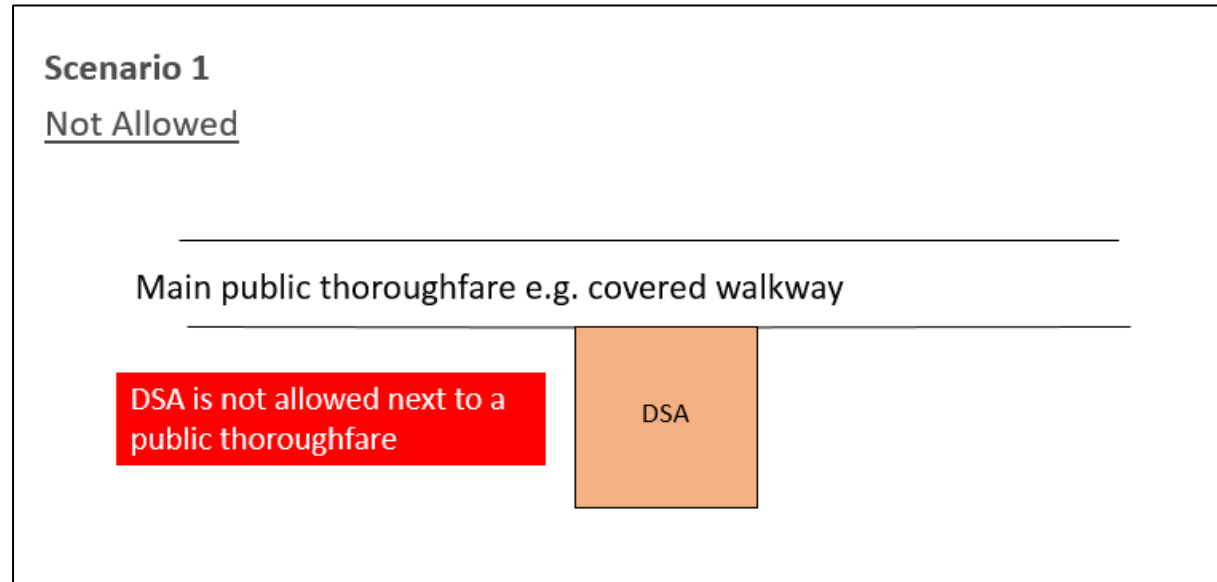 Scenario 1
Not Allowed
Main public thoroughfare e.g. covered walkway
DSA is not allowed next to a
public thoroughfare
DSA